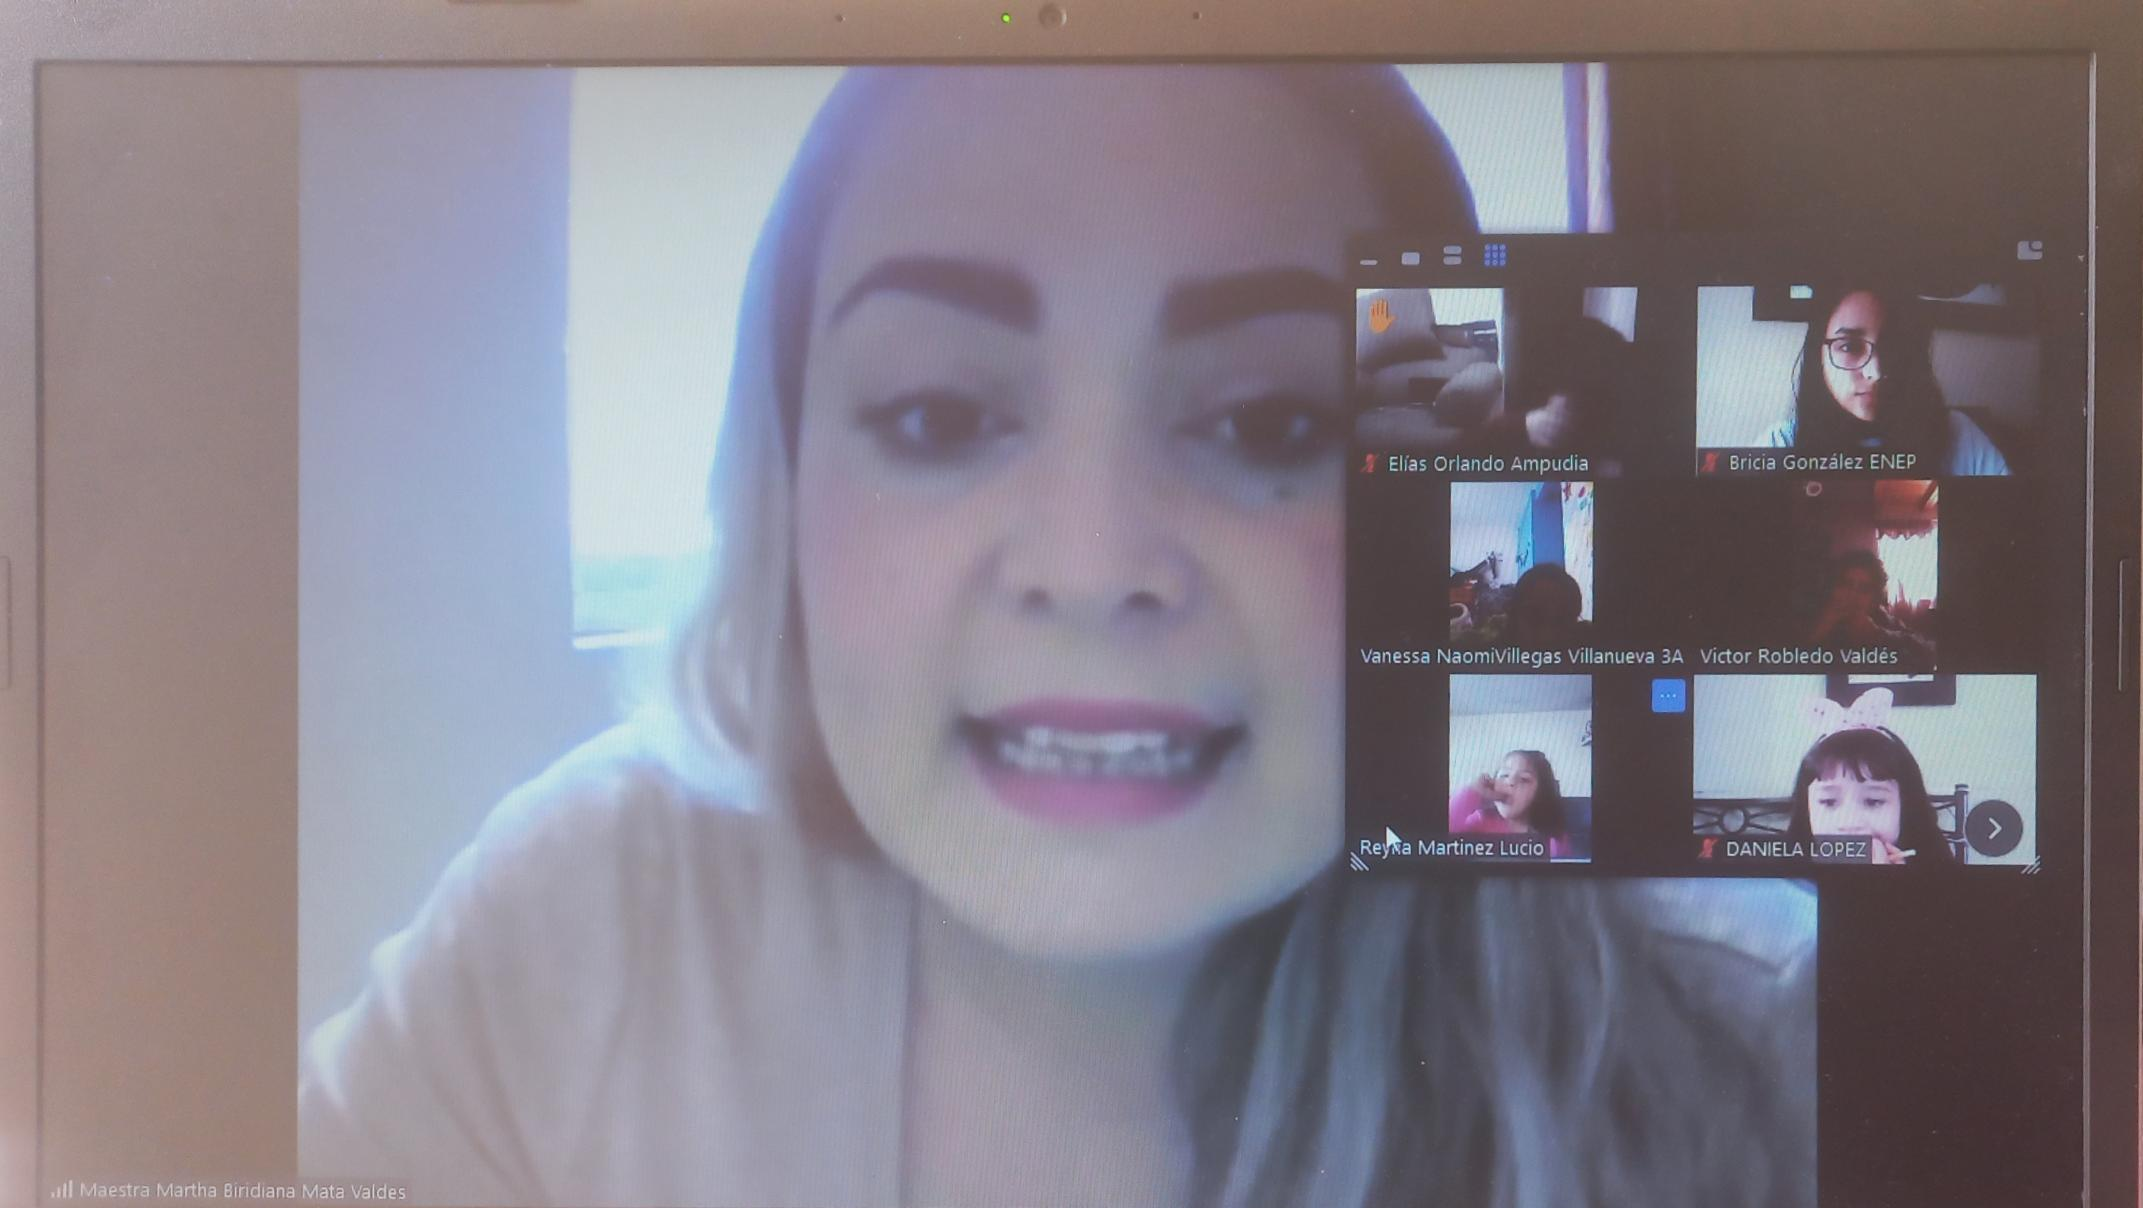 Elías Orlando Ampudia
Bricia González ENEP
Vanessa NaomiVillegas Villanueva 3A
Victor Robledo Valdés
Reyna Martinez Lucio
DANIELA LOPEZ
Maestra Martha Biridiana Mata Valdes